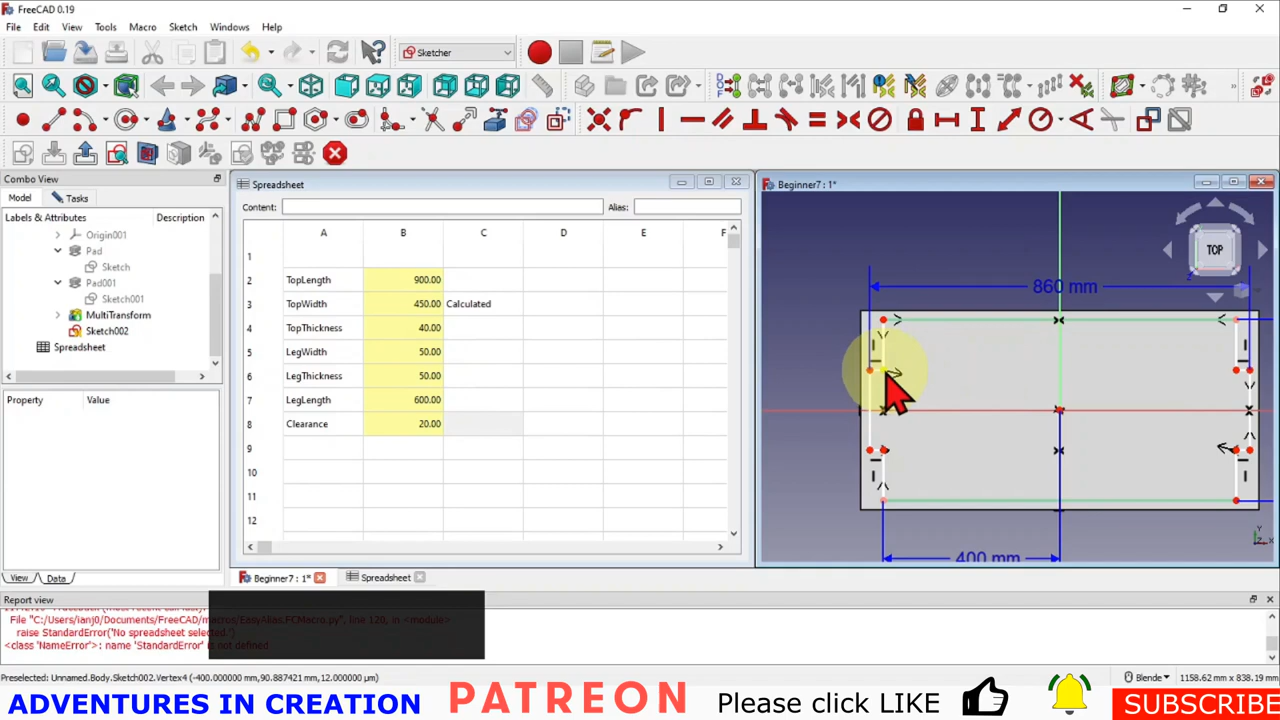 FreeCAD 0.19
File Edit View Tools Macro Sketch Windows Help
Sketcher
Combo View
Model Tasks
Labels & Attributes Description
Origin001
Pad
Sketch
Pad001
Sketch001
MultiTransform
Sketch002
Spreadsheet
Property Value
View Data
Spreadsheet
Content: Alias:
A B C D E F
1
2 TopLength 900.00
3 TopWidth 450.00 Calculated
4 TopThickness 40.00
5 LegWidth 50.00
6 LegThickness 50.00
7 LegLength 600.00
8 Clearance 20.00
9
10
11
12
Beginner7 : 1*
TOP
860 mm
400 mm
Beginner7 : 1* Spreadsheet
Report view
File "C:/Users/ianj0/Documents/FreeCAD/macros/EasyAlias.FCMacro.py", line 120, in <module>
raise StandardError('No spreadsheet selected.')
<class 'NameError'>: name 'StandardError' is not defined
Preselected: Unnamed.Body.Sketch002.Vertex4 (-400.000000 mm,90.887421 mm,12.000000 µm)
Blende 1158.62 mm x 838.19 mm
ADVENTURES IN CREATION PATREON Please click LIKE SUBSCRIBE